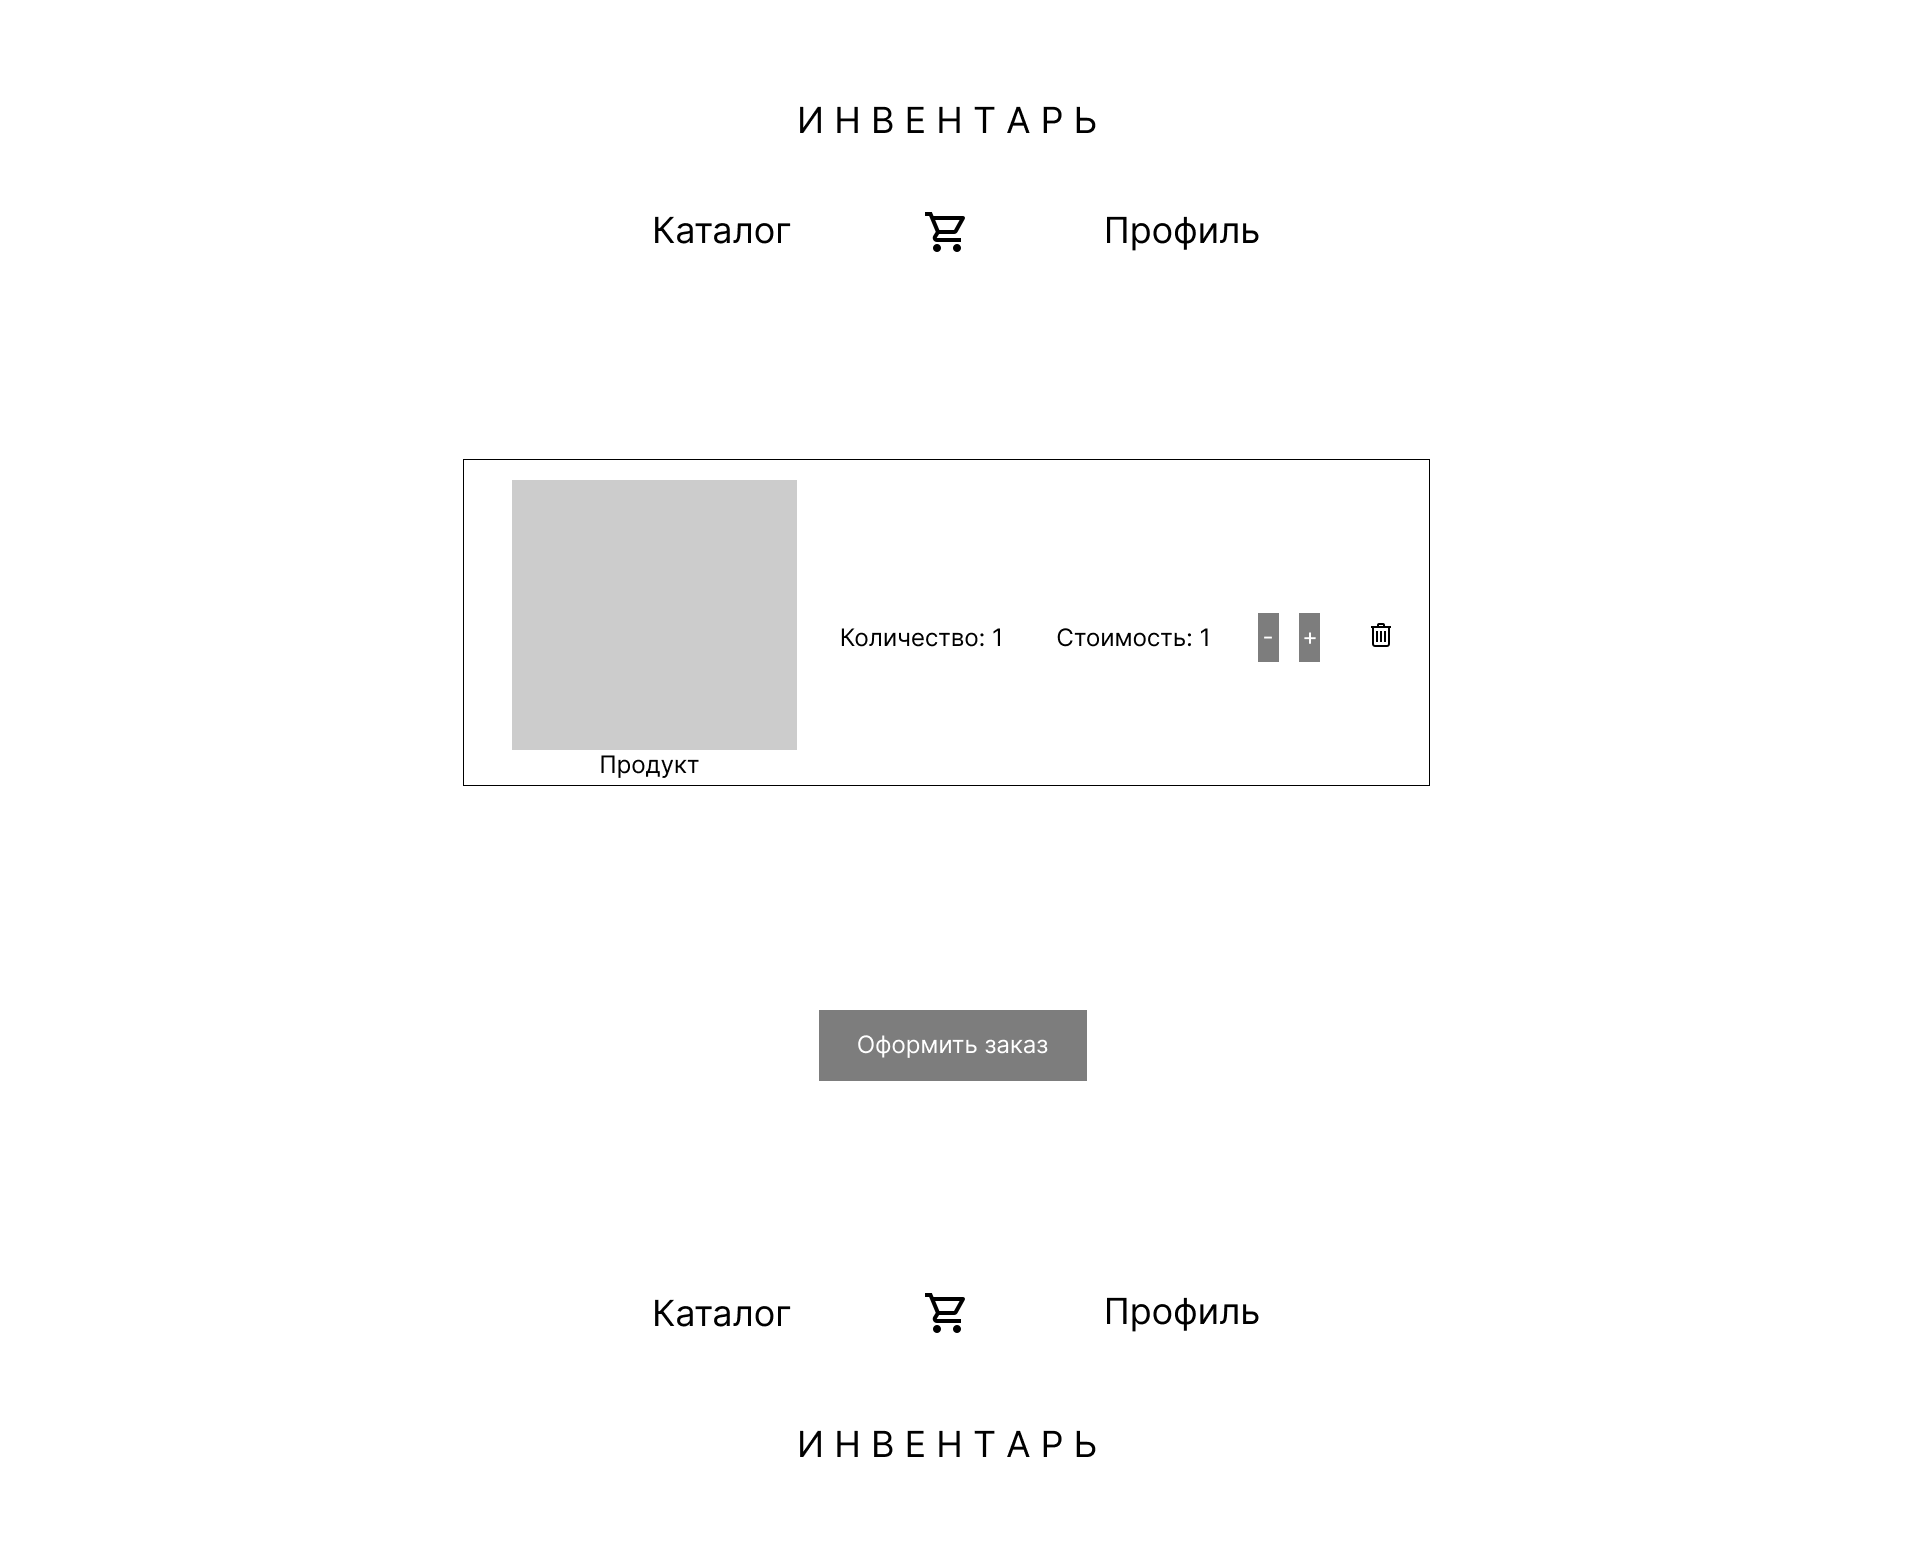 ИНВЕНТАРЬ
Каталог
Профиль
Количество: 1
Стоимость: 1
-
+
Продукт
Оформить заказ
Каталог
Профиль
ИНВЕНТАРЬ